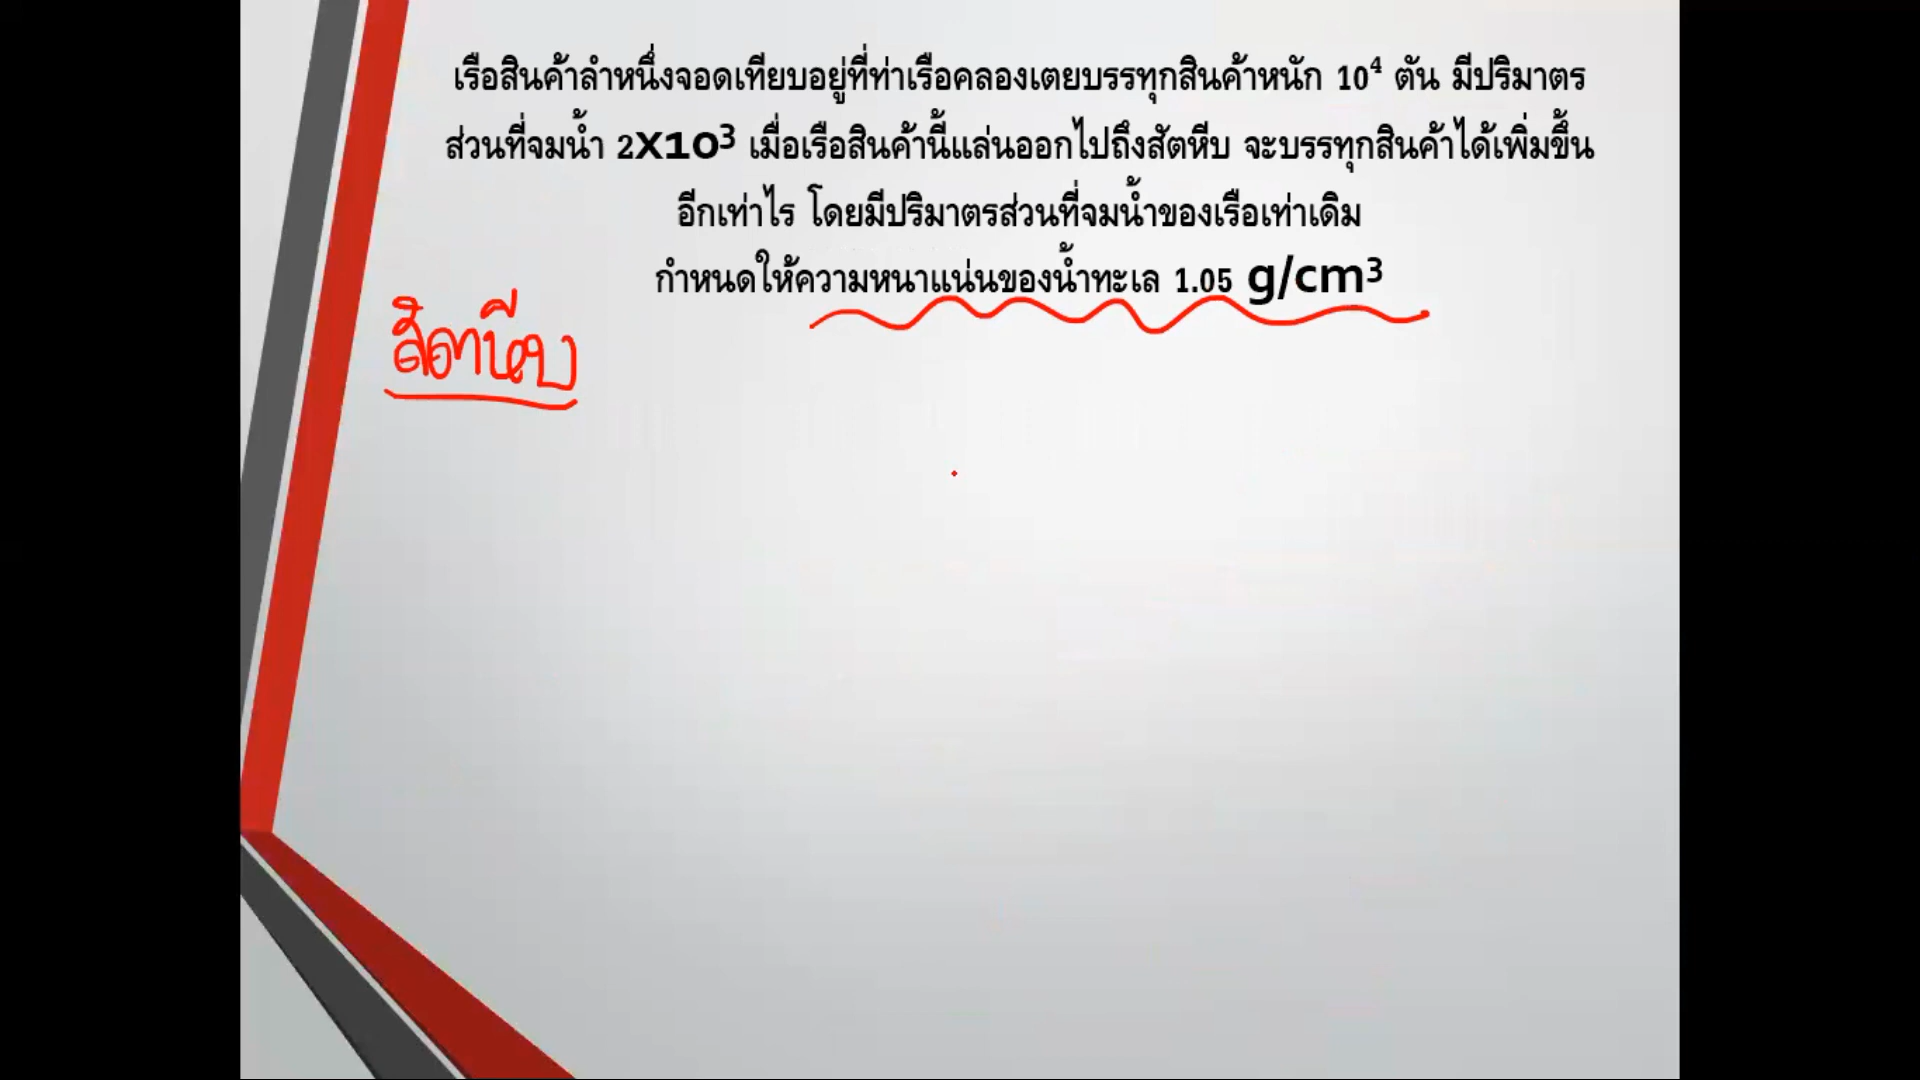 เรือสินค้าลำหนึ่งจอดเทียบอยู่ที่ท่าเรือคลองเตยบรรทุกสินค้าหนัก 10⁴ ตัน มีปริมาตร
ส่วนที่จมน้ำ 2X10³ เมื่อเรือสินค้านี้แล่นออกไปถึงสัตหีบ จะบรรทุกสินค้าได้เพิ่มขึ้น
อีกเท่าไร โดยมีปริมาตรส่วนที่จมน้ำของเรือเท่าเดิม
กำหนดให้ความหนาแน่นของน้ำทะเล 1.05 g/cm³